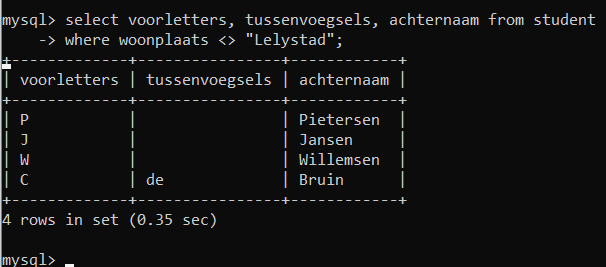 mysql> select voorletters, tussenvoegsels, achternaam from student
    -> where woonplaats <> "Lelystad";
+-------------+----------------+------------+
| voorletters | tussenvoegsels | achternaam |
+-------------+----------------+------------+
| P           |                | Pietersen  |
| J           |                | Jansen     |
| W           |                | Willemsen  |
| C           | de             | Bruin      |
+-------------+----------------+------------+
4 rows in set (0.35 sec)
mysql> _